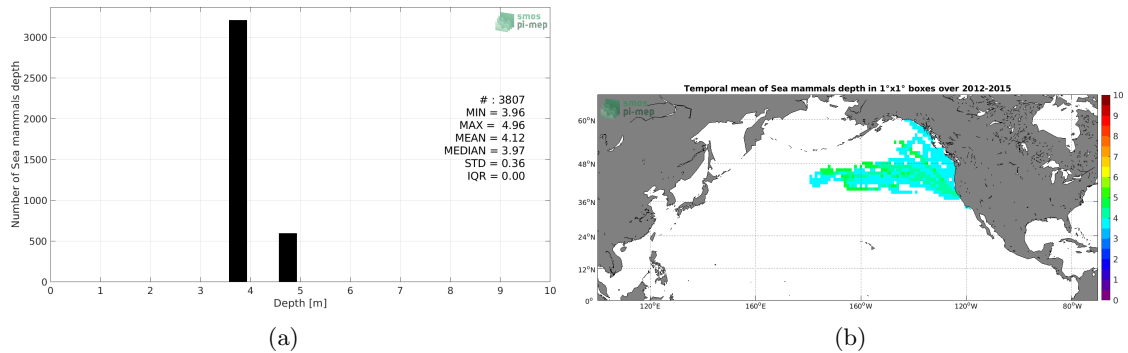 smos
pi-mep
Number of Sea mammals depth
3000
2500
2000
1500
1000
500
0
# : 3807
MIN = 3.96
MAX = 4.96
MEAN = 4.12
MEDIAN = 3.97
STD = 0.36
IQR = 0.00
0 1 2 3 4 5 6 7 8 9 10
Depth [m]
(a)
Temporal mean of Sea mammals depth in 1°x1° boxes over 2012-2015
smos
pi-mep
60°N
48°N
36°N
24°N
12°N
0°
120°E 160°E 160°W 120°W 80°W
10
9
8
7
6
5
4
3
2
1
0
(b)